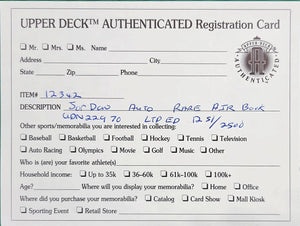 UPPER DECK™ AUTHENTICATED Registration Card
☐ Mr. ☐ Mrs. ☐ Ms. Name
Address City
State Zip Phone
UPPER DECK
AUTHENTICATED
ITEM# 12342
DESCRIPTION Auto Rare Air Book
UDN22970 LTD ED 12 51/2500
Other sports/memorabilia you are interested in collecting:
☐ Baseball ☐ Basketball ☐ Football ☐ Hockey ☐ Tennis ☐ Television
☐ Auto Racing ☐ Olympics ☐ Movie ☐ Golf ☐ Music ☐ Other
Who is (are) your favorite athlete(s)
Household income: ☐ Up to 35k ☐ 36-60k ☐ 61k-100k ☐ 100k+
Age? Where will you display your memorabilia? ☐ Home ☐ Office
Where did you purchase your memorabilia? ☐ Catalog ☐ Card Show ☐ Mall Kiosk
☐ Sporting Event ☐ Retail Store